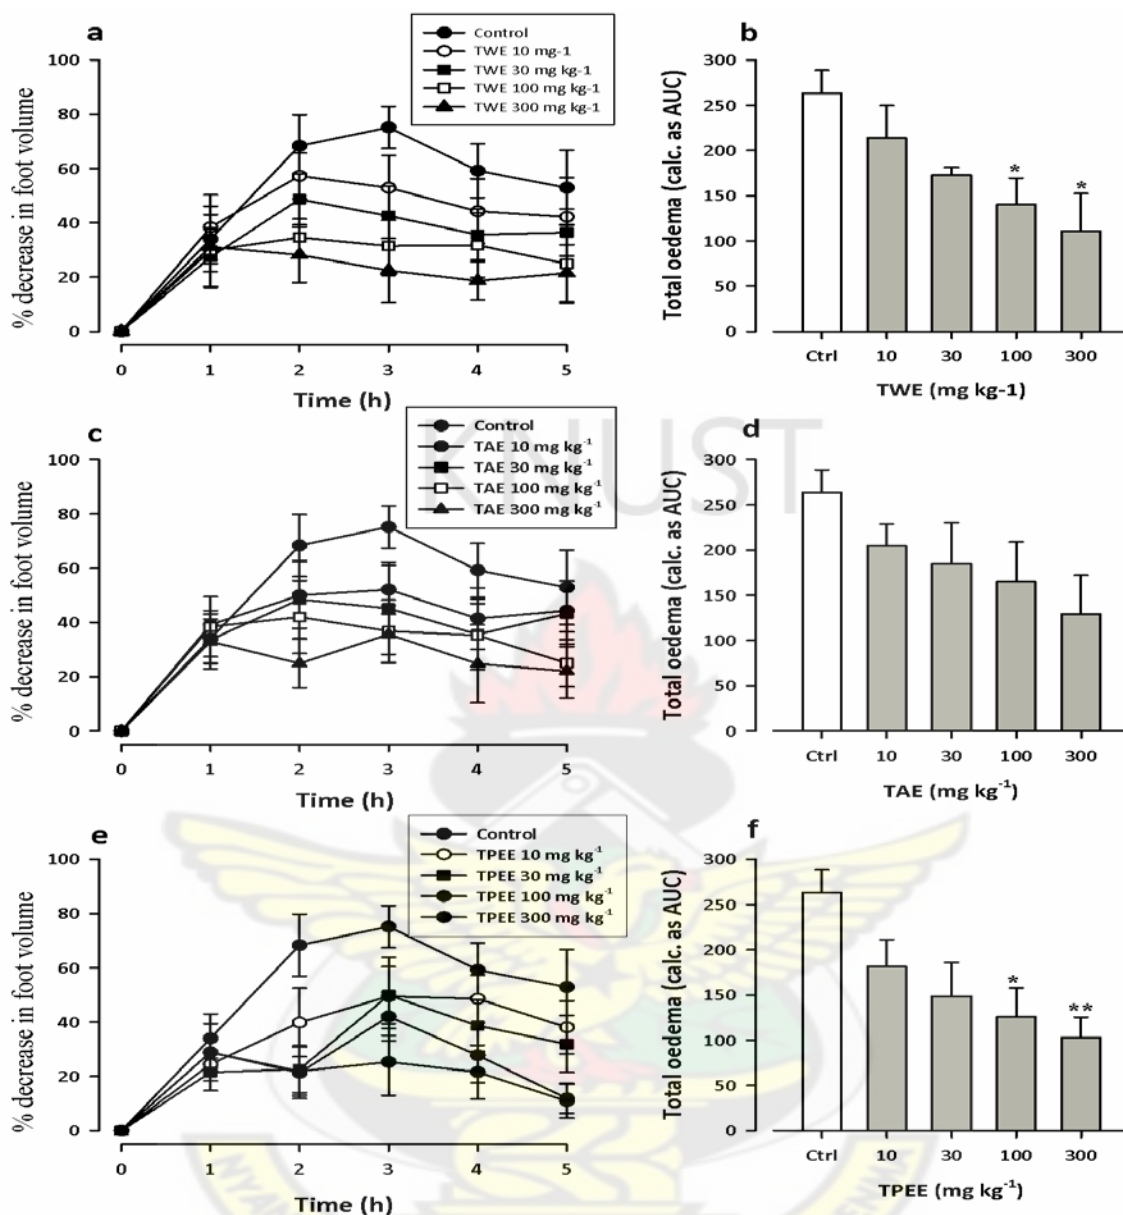 a
Control
TWE 10 mg-1
TWE 30 mg kg-1
TWE 100 mg kg-1
TWE 300 mg kg-1
% decrease in foot volume
100
80
60
40
20
0
0 1 2 3 4 5
Time (h)
b
Total oedema (calc. as AUC)
300
250
200
150
100
50
0
* *
Ctrl 10 30 100 300
TWE (mg kg-1)
KNUST
c
Control
TAE 10 mg kg-1
TAE 30 mg kg-1
TAE 100 mg kg-1
TAE 300 mg kg-1
% decrease in foot volume
100
80
60
40
20
0
0 1 2 3 4 5
Time (h)
d
Total oedema (calc. as AUC)
300
250
200
150
100
50
0
Ctrl 10 30 100 300
TAE (mg kg-1)
e
Control
TPEE 10 mg kg-1
TPEE 30 mg kg-1
TPEE 100 mg kg-1
TPEE 300 mg kg-1
% decrease in foot volume
100
80
60
40
20
0
0 1 2 3 4 5
Time (h)
f
Total oedema (calc. as AUC)
300
250
200
150
100
50
0
* **
Ctrl 10 30 100 300
TPEE (mg kg-1)